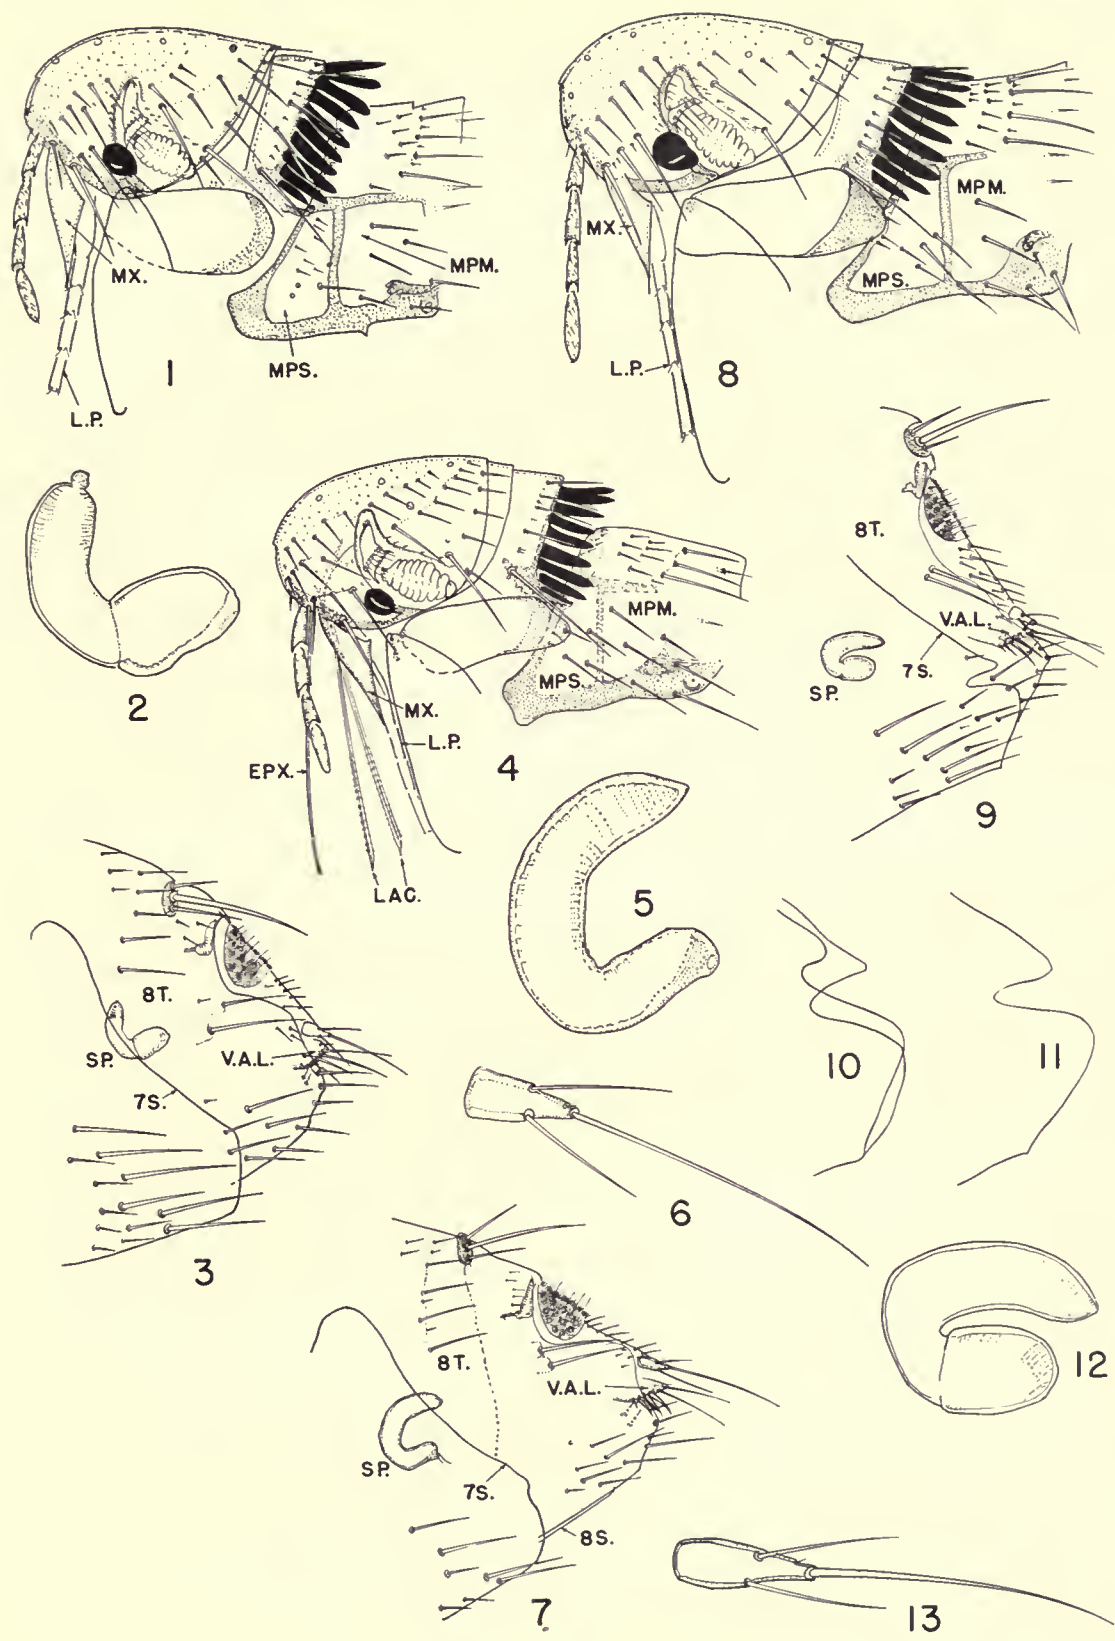 MX.
MPM.
MPS.
L.P.
1
MX.
MPM.
MPS.
L.P.
8
2
MPM.
MPS.
MX.
L.P.
EPX.
LAC.
4
8T.
V.A.L.
7S.
SP.
9
5
8T.
SP.
V.A.L.
7S.
3
10
11
6
12
8T.
V.A.L.
SP.
7S.
8S.
7
13